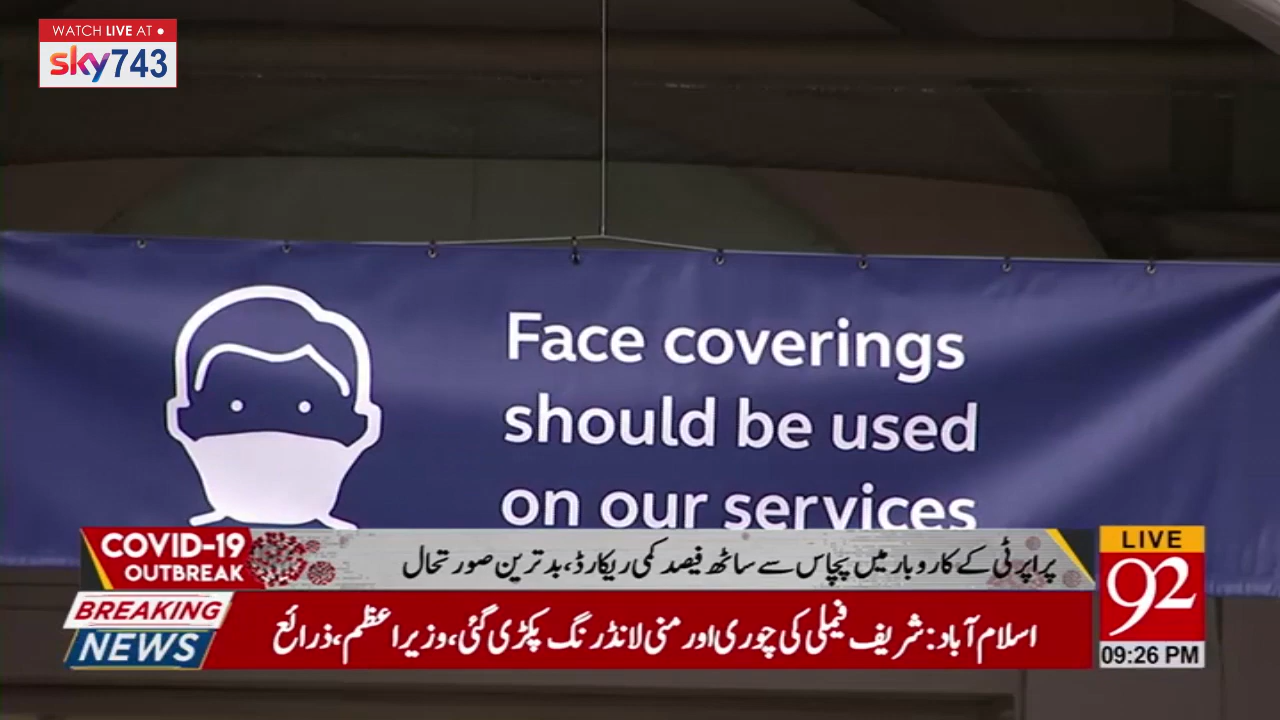 WATCH LIVE AT
sky743
Face coverings
should be used
on our services
COVID-19
OUTBREAK
پراپرٹی کے کاروبار میں پچاس سے ساٹھ فیصد کمی ریکارڈ، بدترین صورتحال
BREAKING
NEWS
اسلام آباد: شریف فیملی کی چوری اور منی لانڈرنگ پکڑی گئی، وزیراعظم، ذرائع
LIVE
92
09:26 PM